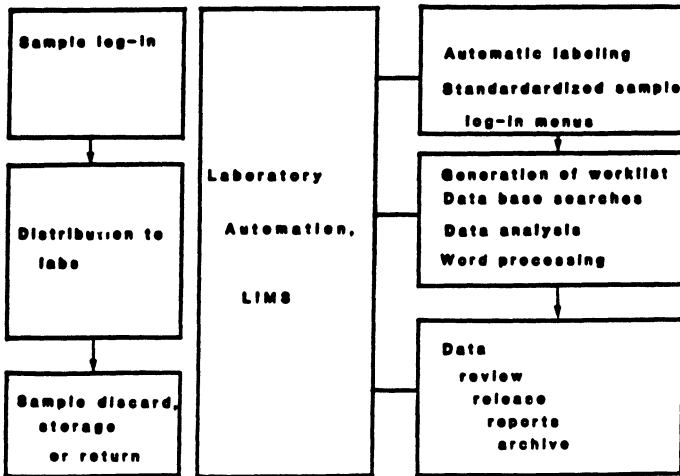 Sample log-in
Distribution to
labs
Sample discard,
storage
or return
Laboratory
Automation,
LIMS
Automatic labeling
Standardardized sample
log-in menus
Generation of worklist
Data base searches
Data analysis
Word processing
Data
review
release
reports
archive